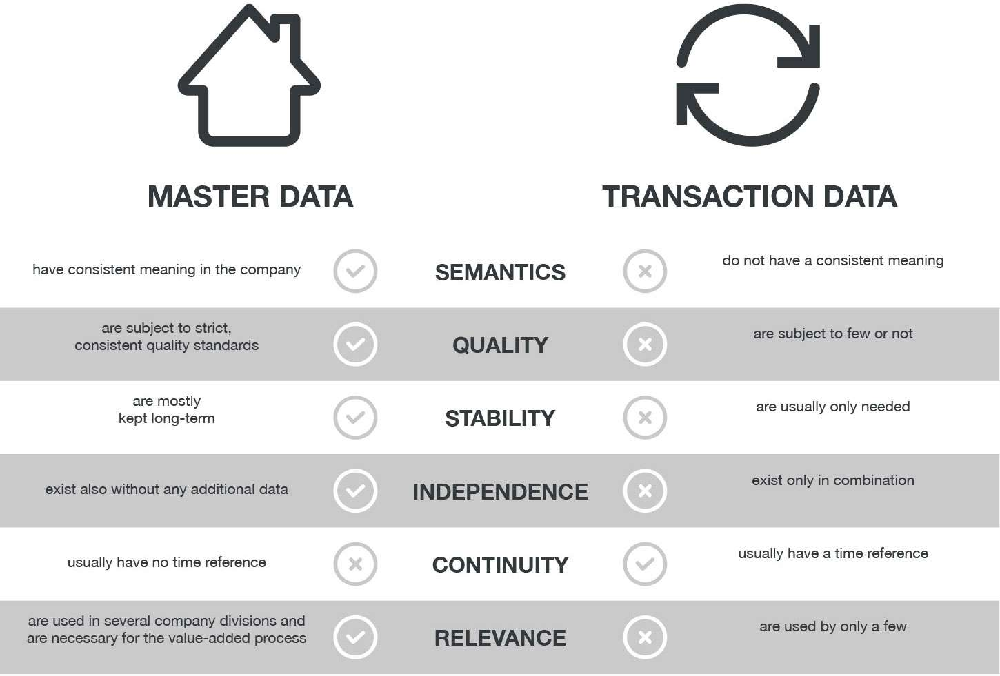 MASTER DATA
TRANSACTION DATA
have consistent meaning in the company
SEMANTICS
do not have a consistent meaning
are subject to strict,
consistent quality standards
QUALITY
are subject to few or not
are mostly
kept long-term
STABILITY
are usually only needed
exist also without any additional data
INDEPENDENCE
exist only in combination
usually have no time reference
CONTINUITY
usually have a time reference
are used in several company divisions and
are necessary for the value-added process
RELEVANCE
are used by only a few